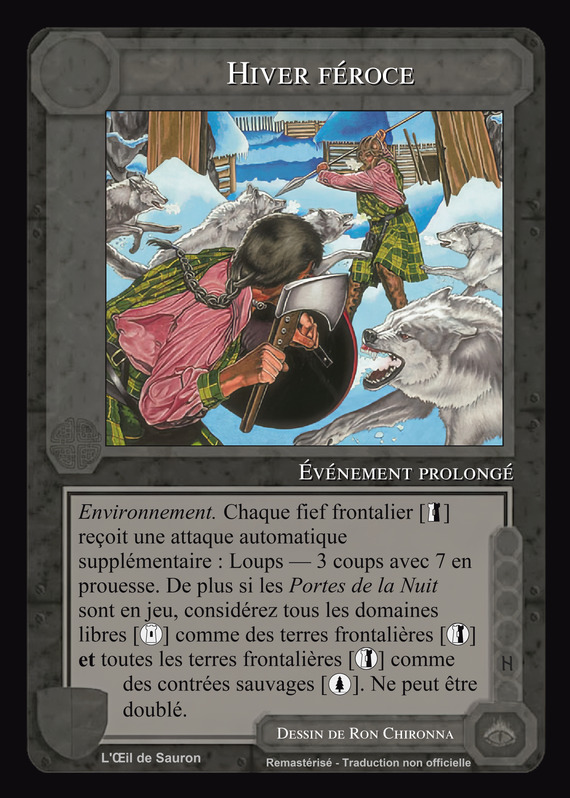 Hiver féroce
Événement prolongé
Environnement. Chaque fief frontalier [ ]
reçoit une attaque automatique
supplémentaire : Loups — 3 coups avec 7 en
prouesse. De plus si les Portes de la Nuit
sont en jeu, considérez tous les domaines
libres [ ] comme des terres frontalières [ ]
et toutes les terres frontalières [ ] comme
des contrées sauvages [ ]. Ne peut être
doublé.
Dessin de Ron Chironna
L'Œil de Sauron
Remastérisé - Traduction non officielle